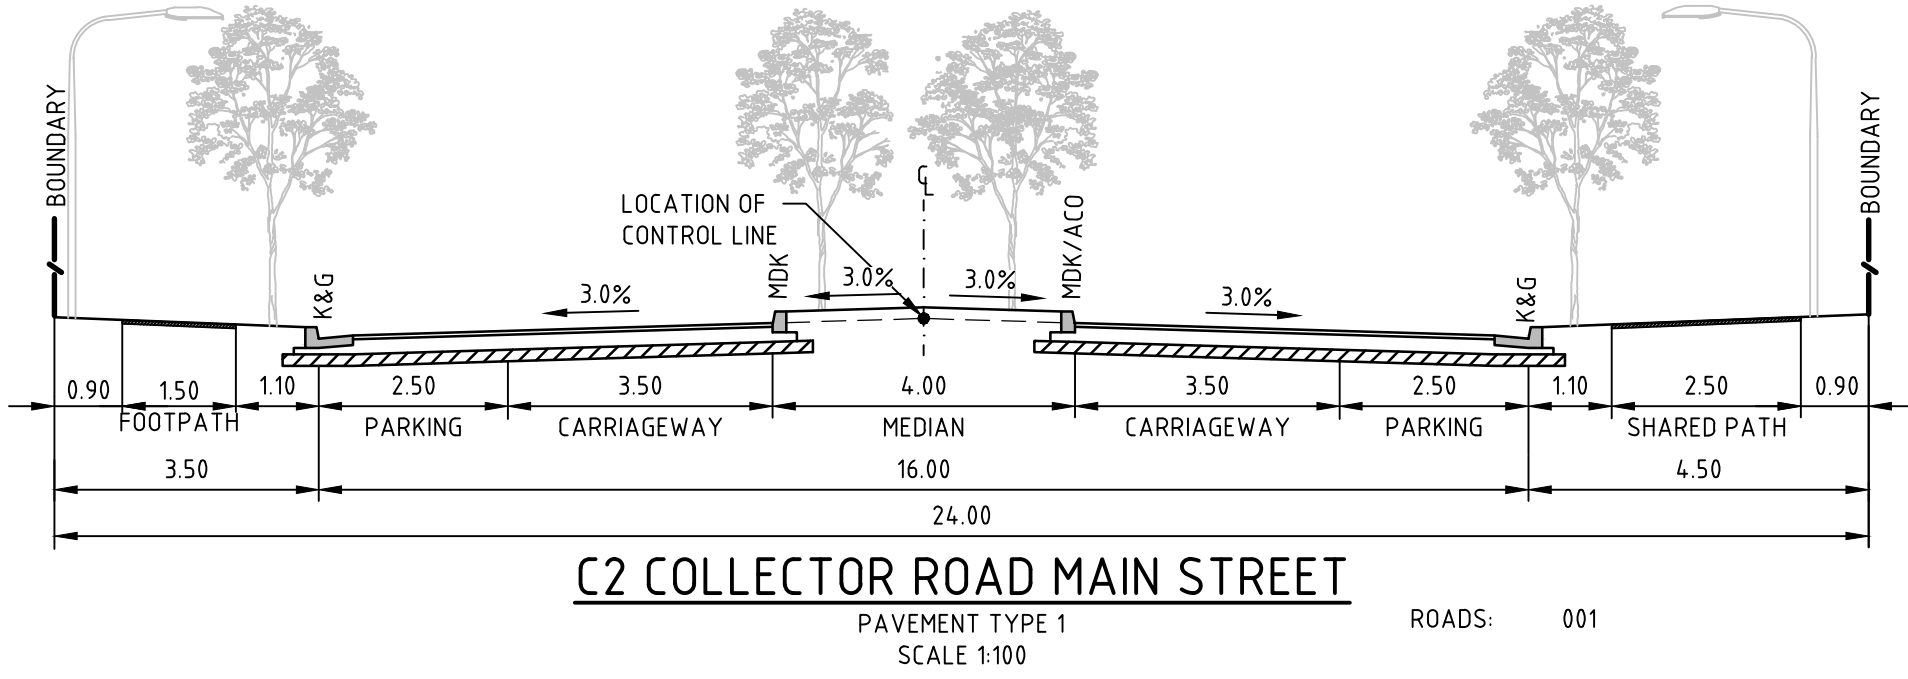 BOUNDARY
BOUNDARY
LOCATION OF
CONTROL LINE
CL
K&G
MDK
MDK/ACO
K&G
3.0%
3.0%
3.0%
3.0%
0.90
1.50
1.10
2.50
3.50
4.00
3.50
2.50
1.10
2.50
0.90
FOOTPATH
PARKING
CARRIAGEWAY
MEDIAN
CARRIAGEWAY
PARKING
SHARED PATH
3.50
16.00
4.50
24.00
C2 COLLECTOR ROAD MAIN STREET
PAVEMENT TYPE 1
SCALE 1:100
ROADS: 001